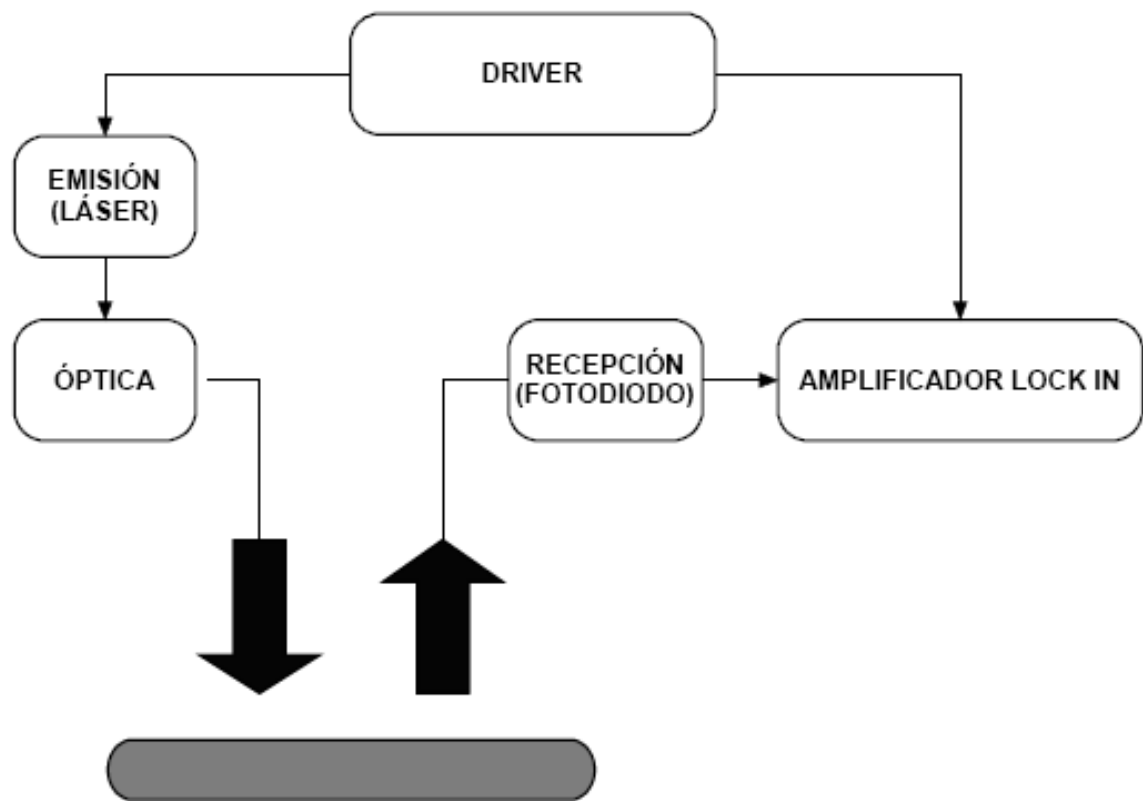 DRIVER
EMISIÓN
(LÁSER)
ÓPTICA
RECEPCIÓN
(FOTODIODO)
AMPLIFICADOR LOCK IN